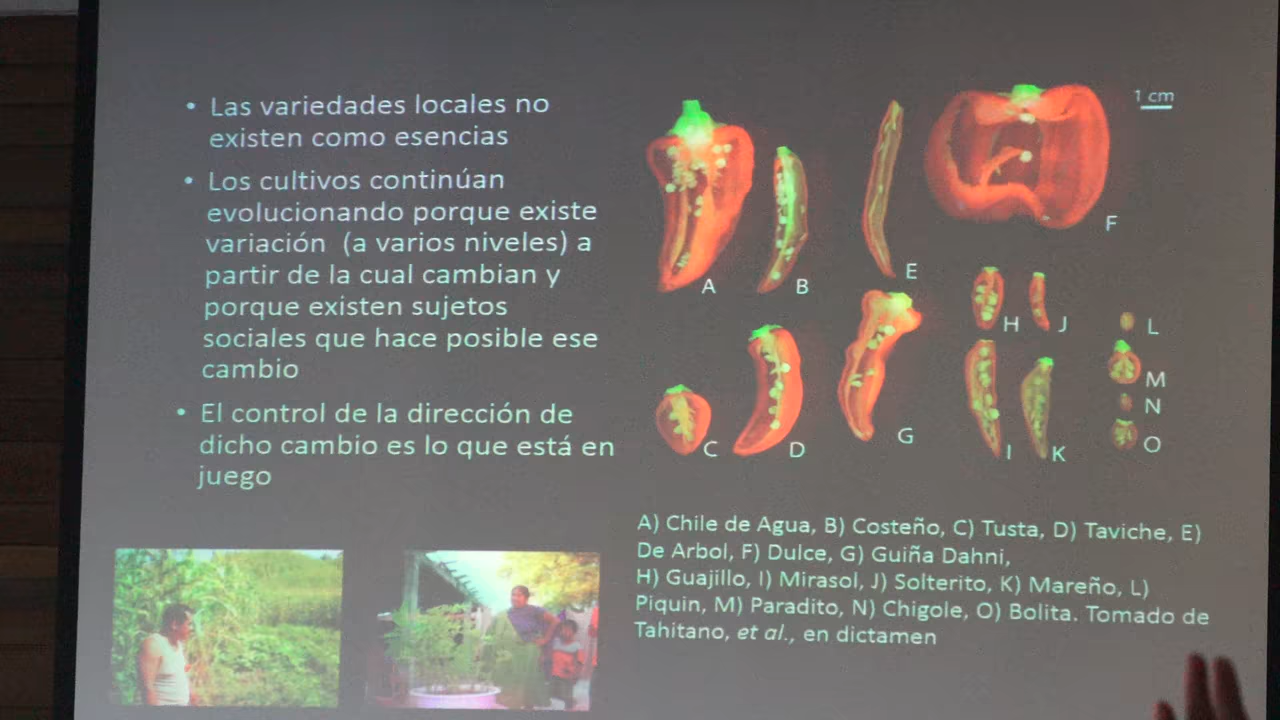 • Las variedades locales no
existen como esencias
• Los cultivos continúan
evolucionando porque existe
variación (a varios niveles) a
partir de la cual cambian y
porque existen sujetos
sociales que hace posible ese
cambio
• El control de la dirección de
dicho cambio es lo que está en
juego
1 cm
A
B
E
F
C
D
G
H
J
L
I
K
M
N
O
A) Chile de Agua, B) Costeño, C) Tusta, D) Taviche, E)
De Arbol, F) Dulce, G) Guiña Dahni,
H) Guajillo, I) Mirasol, J) Solterito, K) Mareño, L)
Piquin, M) Paradito, N) Chigole, O) Bolita. Tomado de
Tahitano, et al., en dictamen